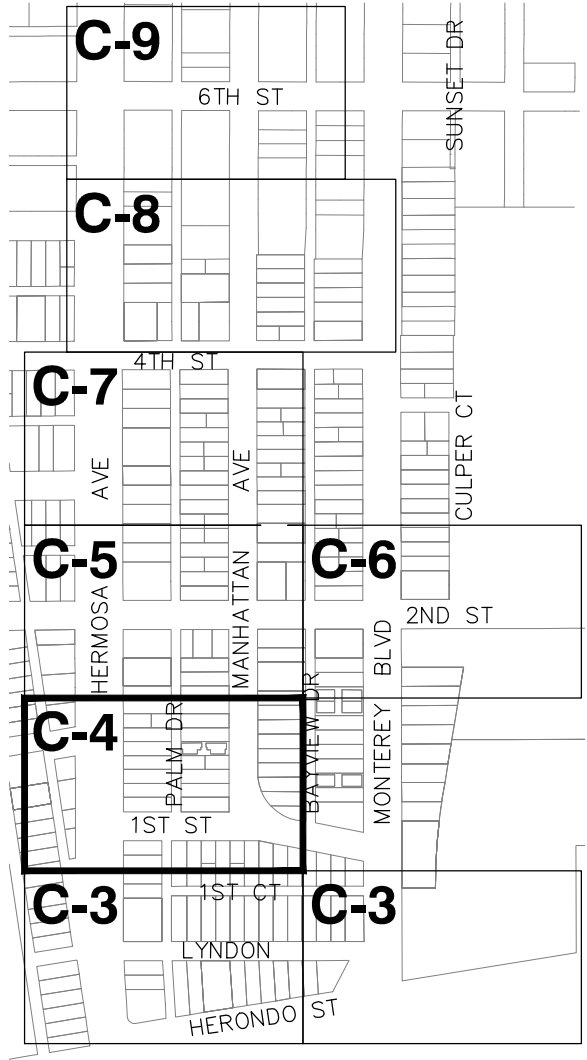 C-9
SUNSET DR
6TH ST
C-8
4TH ST
C-7
AVE
AVE
CULPER CT
C-5
C-6
HERMOSA
MANHATTAN
2ND ST
BLVD
C-4
PALM DR
BAYVIEW DR
MONTEREY
1ST ST
C-3
1ST CT
C-3
LYNDON
HERONDO ST